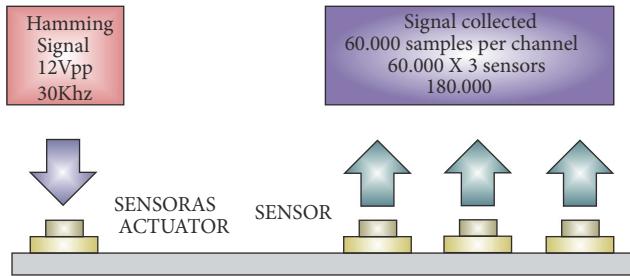 Hamming
Signal
12Vpp
30Khz
Signal collected
60.000 samples per channel
60.000 X 3 sensors
180.000
SENSORAS
ACTUATOR
SENSOR